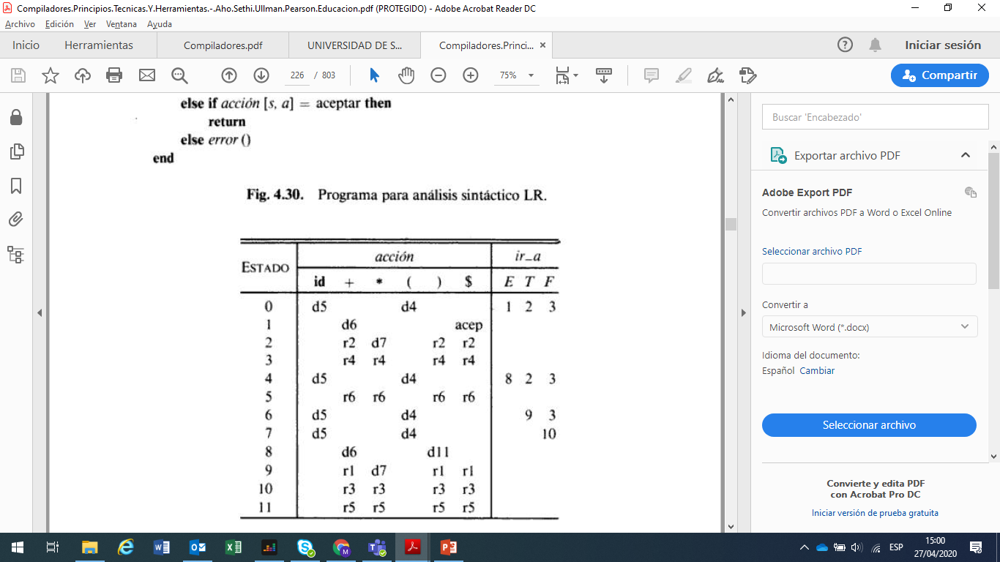 Compiladores.Principios.Tecnicas.Y.Herramientas.-.Aho.Sethi.Ullman.Pearson.Educacion.pdf (PROTEGIDO) - Adobe Acrobat Reader DC
Archivo Edición Ver Ventana Ayuda
Inicio Herramientas Compiladores.pdf UNIVERSIDAD DE S... Compiladores.Princi... × Iniciar sesión
226 / 803 75% Compartir
else if acción [s, a] = aceptar then
return
else error ()
end
Fig. 4.30. Programa para análisis sintáctico LR.
ESTADO acción ir_a
id + * ( ) $ E T F
0 d5 d4 1 2 3
1 d6 acep
2 r2 d7 r2 r2
3 r4 r4 r4 r4
4 d5 d4 8 2 3
5 r6 r6 r6 r6
6 d5 d4 9 3
7 d5 d4 10
8 d6 d11
9 r1 d7 r1 r1
10 r3 r3 r3 r3
11 r5 r5 r5 r5
Buscar 'Encabezado'
Exportar archivo PDF
Adobe Export PDF
Convertir archivos PDF a Word o Excel Online
Seleccionar archivo PDF
Convertir a
Microsoft Word (*.docx)
Idioma del documento:
Español Cambiar
Seleccionar archivo
Convierte y edita PDF
con Acrobat Pro DC
Iniciar versión de prueba gratuita
ESP
15:00
27/04/2020